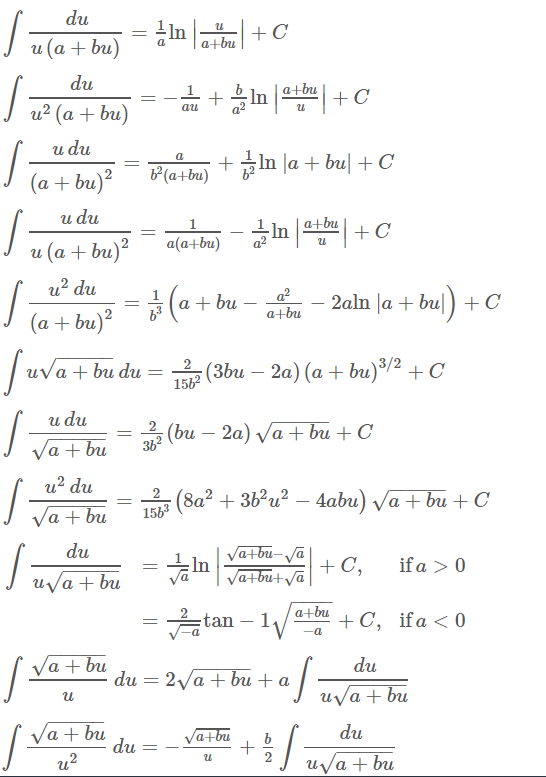 ∫ du / (u (a + bu)) = 1/a ln |u/(a+bu)| + C
∫ du / (u² (a + bu)) = −1/(au) + b/a² ln |(a+bu)/u| + C
∫ u du / (a + bu)² = a/(b²(a+bu)) + 1/b² ln |a + bu| + C
∫ u du / (u (a + bu)²) = 1/(a(a+bu)) − 1/a² ln |(a+bu)/u| + C
∫ u² du / (a + bu)² = 1/b³ (a + bu − a²/(a+bu) − 2aln |a + bu|) + C
∫ u√(a + bu) du = 2/(15b²) (3bu − 2a) (a + bu)^(3/2) + C
∫ u du / √(a + bu) = 2/(3b²) (bu − 2a) √(a + bu) + C
∫ u² du / √(a + bu) = 2/(15b³) (8a² + 3b²u² − 4abu) √(a + bu) + C
∫ du / (u√(a + bu)) = 1/√a ln |(√(a+bu)−√a)/(√(a+bu)+√a)| + C, if a > 0
= 2/√(−a) tan − 1√((a+bu)/(−a)) + C, if a < 0
∫ √(a + bu)/u du = 2√(a + bu) + a ∫ du / (u√(a + bu))
∫ √(a + bu)/u² du = −√(a+bu)/u + b/2 ∫ du / (u√(a + bu))